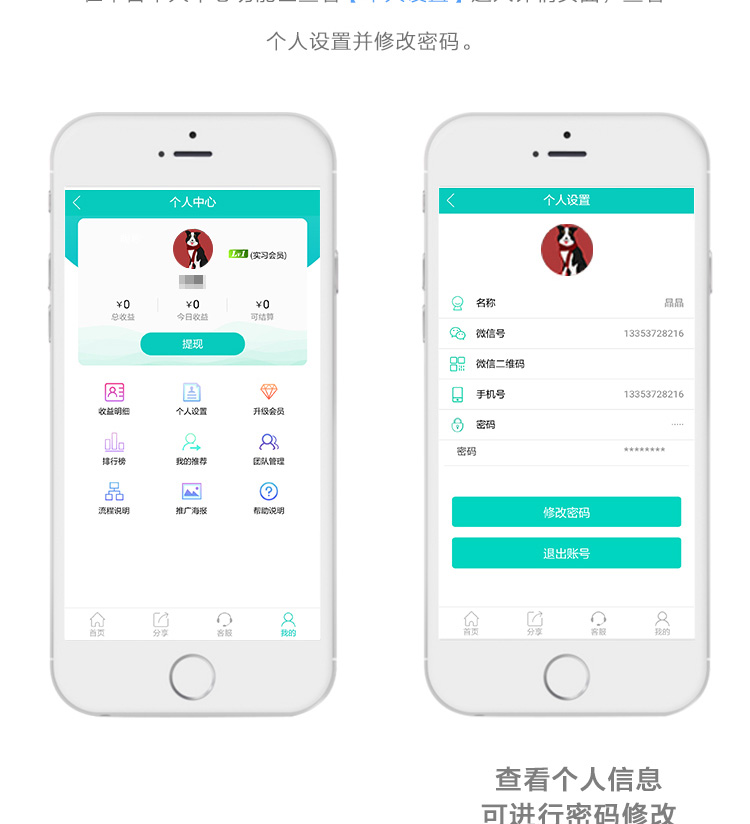 个人设置并修改密码。
个人中心
Lv1 (实习会员)
¥0 ¥0 ¥0
总收益 今日收益 可结算
提现
收益明细 个人设置 升级会员
排行榜 我的推荐 团队管理
流程说明 推广海报 帮助说明
首页 分享 客服 我的
个人设置
名称 晶晶
微信号 13353728216
微信二维码
手机号 13353728216
密码 ·····
密码 ********
修改密码
退出账号
首页 分享 客服 我的
查看个人信息
可进行密码修改